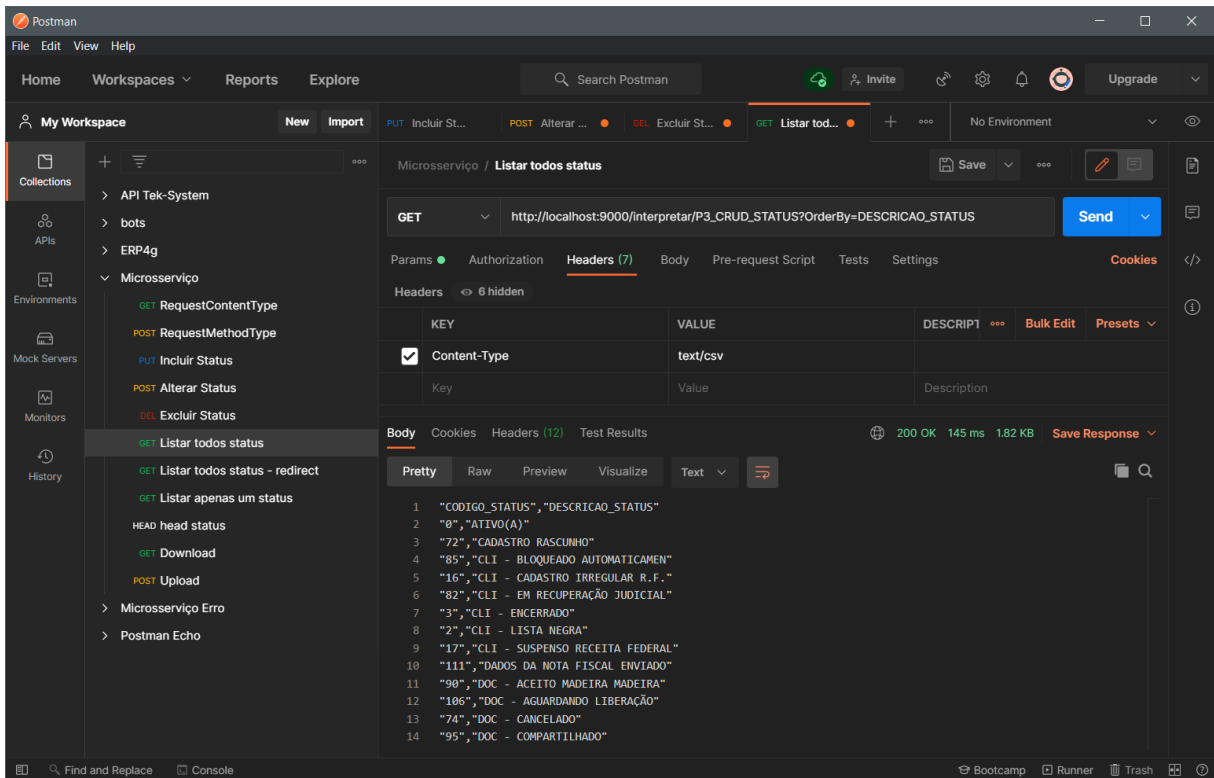 Postman
File Edit View Help
Home Workspaces Reports Explore Search Postman Invite Upgrade
My Workspace New Import
PUT Incluir St... POST Alterar ... DEL Excluir St... GET Listar tod... No Environment
Collections
APIs
Environments
Mock Servers
Monitors
History
API Tek-System
bots
ERP4g
Microsserviço
GET RequestContentType
POST RequestMethodType
PUT Incluir Status
POST Alterar Status
DEL Excluir Status
GET Listar todos status
GET Listar todos status - redirect
GET Listar apenas um status
HEAD head status
GET Download
POST Upload
Microsserviço Erro
Postman Echo
Microsserviço / Listar todos status Save
GET http://localhost:9000/interpretar/P3_CRUD_STATUS?OrderBy=DESCRICAO_STATUS Send
Params Authorization Headers (7) Body Pre-request Script Tests Settings Cookies
Headers 6 hidden
KEY VALUE DESCRIPT Bulk Edit Presets
Content-Type text/csv
Key Value Description
Body Cookies Headers (12) Test Results 200 OK 145 ms 1.82 KB Save Response
Pretty Raw Preview Visualize Text
1 "CODIGO_STATUS","DESCRICAO_STATUS"
2 "0","ATIVO(A)"
3 "72","CADASTRO RASCUNHO"
4 "85","CLI - BLOQUEADO AUTOMATICAMEN"
5 "16","CLI - CADASTRO IRREGULAR R.F."
6 "82","CLI - EM RECUPERAÇÃO JUDICIAL"
7 "3","CLI - ENCERRADO"
8 "2","CLI - LISTA NEGRA"
9 "17","CLI - SUSPENSO RECEITA FEDERAL"
10 "111","DADOS DA NOTA FISCAL ENVIADO"
11 "90","DOC - ACEITO MADEIRA MADEIRA"
12 "106","DOC - AGUARDANDO LIBERAÇÃO"
13 "74","DOC - CANCELADO"
14 "95","DOC - COMPARTILHADO"
Find and Replace Console Bootcamp Runner Trash